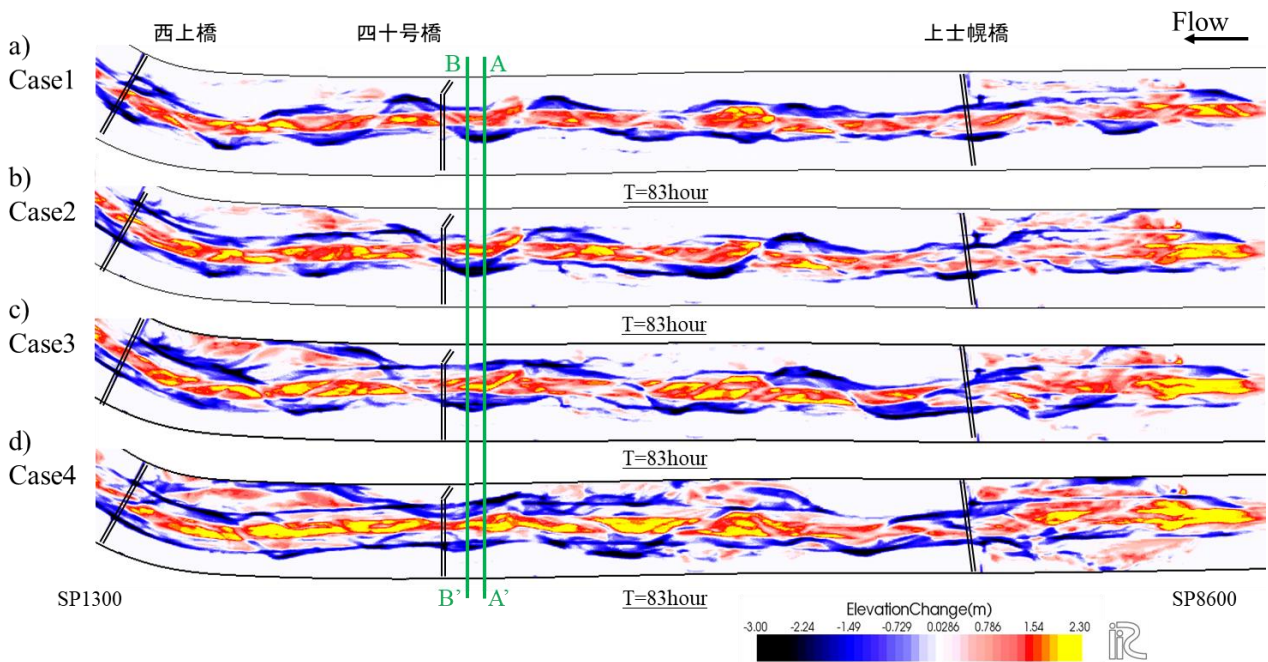 西上橋 四十号橋 上士幌橋 Flow
a)
Case1
B A
b)
Case2
T=83hour
c)
Case3
T=83hour
d)
Case4
T=83hour
SP1300 B' A' T=83hour SP8600
ElevationChange(m)
-3.00 -2.24 -1.49 -0.729 0.0286 0.786 1.54 2.30
iRiC